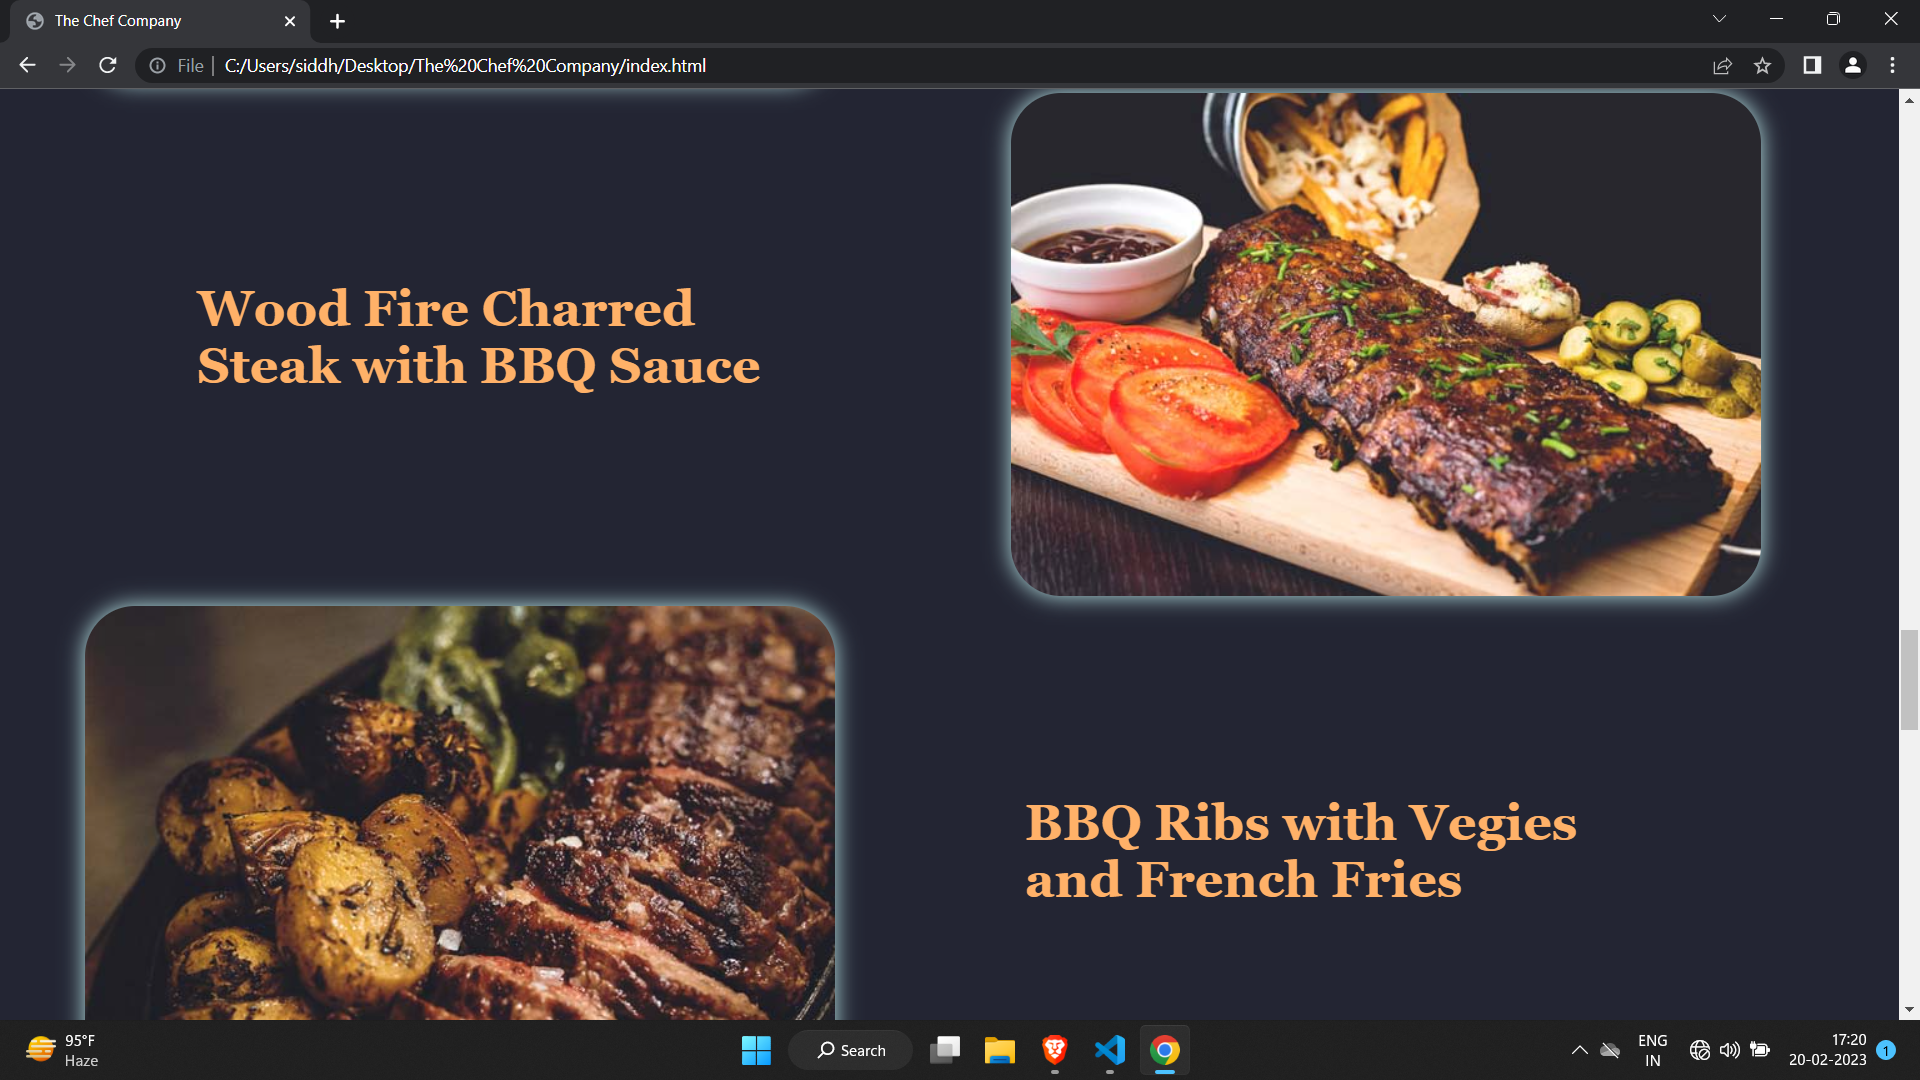 The Chef Company
File
C:/Users/siddh/Desktop/The%20Chef%20Company/index.html
Wood Fire Charred
Steak with BBQ Sauce
BBQ Ribs with Vegies
and French Fries
95°F
Haze
Search
ENG
IN
17:20
20-02-2023
1